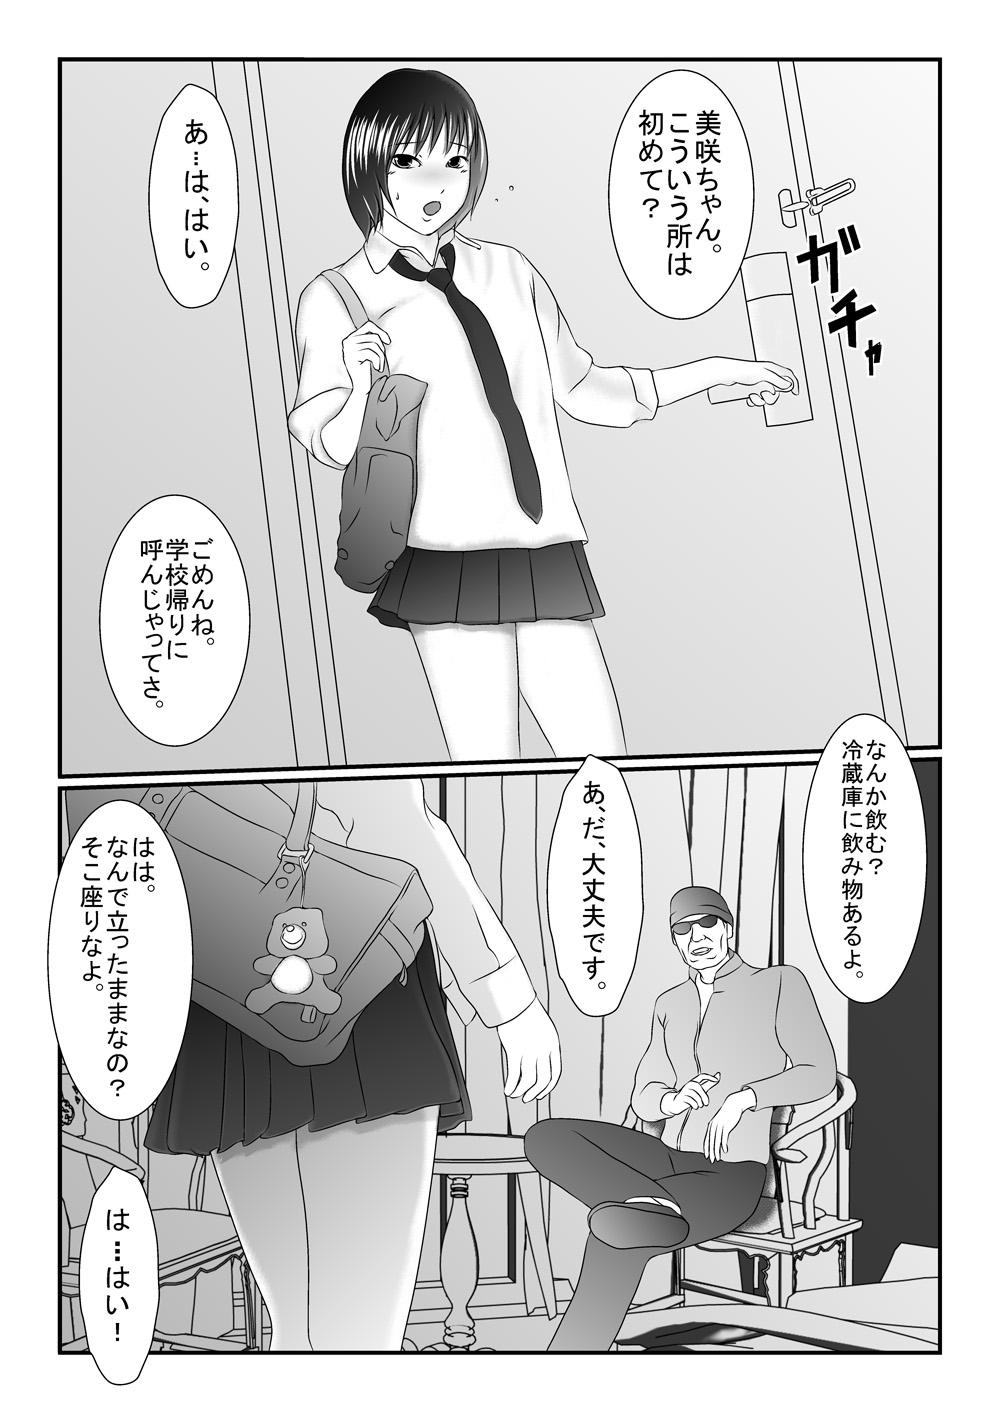 美咲ちゃん。
こういう所は
初めて？
ガチャ
あ…は、はい。
ごめんね。
学校帰りに
呼んじゃってさ。
なんか飲む？
冷蔵庫に飲み物あるよ。
あ、だ、大丈夫です。
はは。
なんで立ったままなの？
そこ座りなよ。
は…はい！